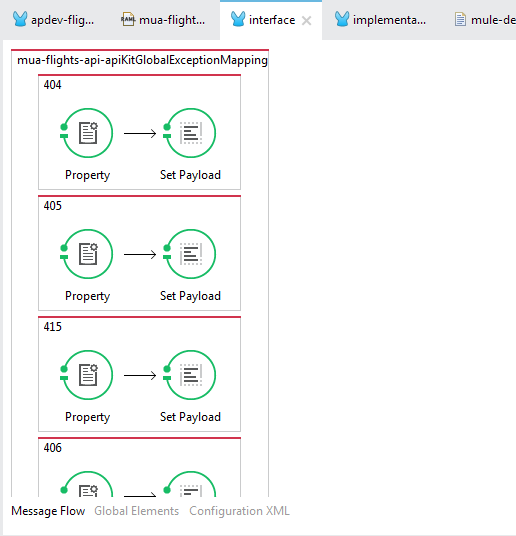 apdev-flig...
RAML
mua-flight...
interface
implementa...
mule-de
mua-flights-api-apiKitGlobalExceptionMapping
404
Property
Set Payload
405
Property
Set Payload
415
Property
Set Payload
406
Message Flow
Global Elements
Configuration XML